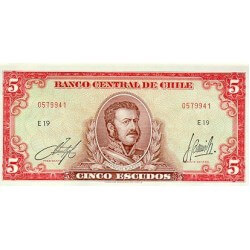 BANCO CENTRAL DE CHILE
0579941 0579941
E 19 E 19
5 5
5 5
CINCO ESCUDOS